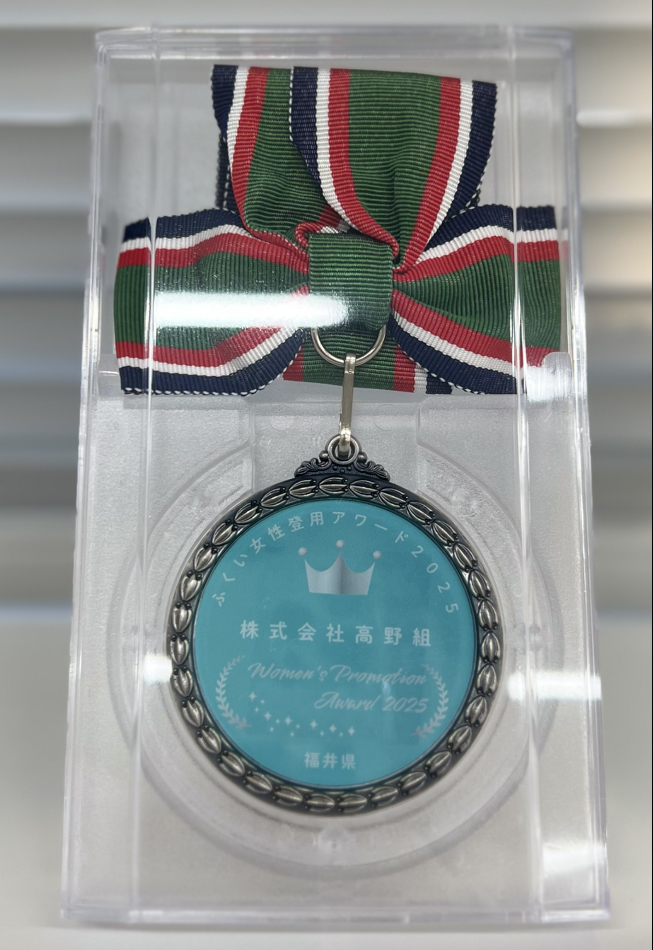 ふくい女性登用アワード2025
株式会社高野組
Women's Promotion
Award 2025
福井県